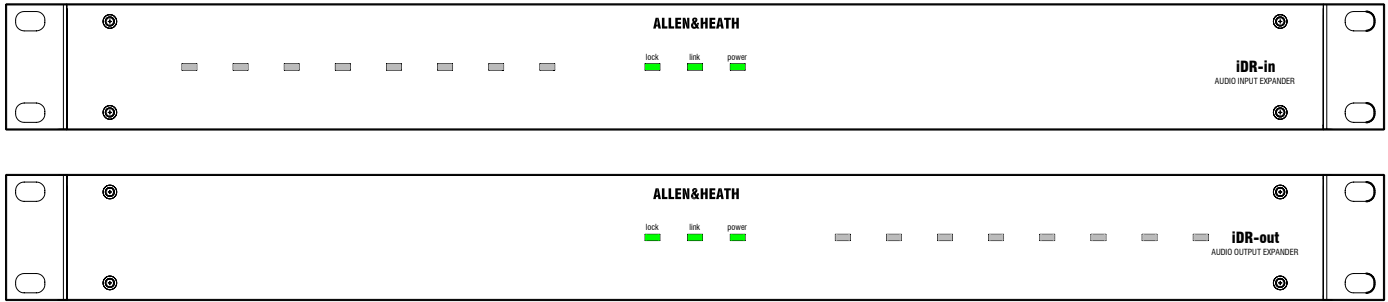 ALLEN&HEATH
lock link power
iDR-in
AUDIO INPUT EXPANDER
ALLEN&HEATH
lock link power
iDR-out
AUDIO OUTPUT EXPANDER